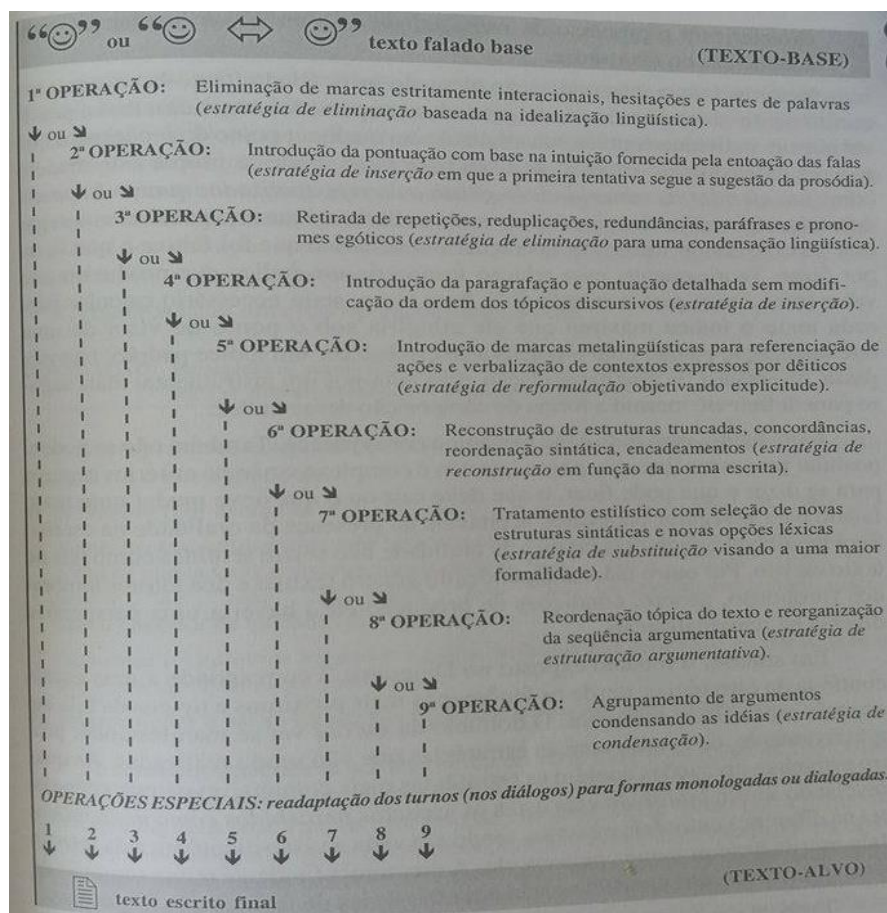 “☺” ou “☺ ⇔ ☺” texto falado base (TEXTO-BASE)
1ª OPERAÇÃO: Eliminação de marcas estritamente interacionais, hesitações e partes de palavras
(estratégia de eliminação baseada na idealização lingüística).
↓ ou ↘
2ª OPERAÇÃO: Introdução da pontuação com base na intuição fornecida pela entoação das falas
(estratégia de inserção em que a primeira tentativa segue a sugestão da prosódia).
↓ ou ↘
3ª OPERAÇÃO: Retirada de repetições, reduplicações, redundâncias, paráfrases e prono-
mes egóticos (estratégia de eliminação para uma condensação lingüística).
↓ ou ↘
4ª OPERAÇÃO: Introdução da paragrafação e pontuação detalhada sem modifi-
cação da ordem dos tópicos discursivos (estratégia de inserção).
↓ ou ↘
5ª OPERAÇÃO: Introdução de marcas metalingüísticas para referenciação de
ações e verbalização de contextos expressos por dêiticos
(estratégia de reformulação objetivando explicitude).
↓ ou ↘
6ª OPERAÇÃO: Reconstrução de estruturas truncadas, concordâncias,
reordenação sintática, encadeamentos (estratégia de
reconstrução em função da norma escrita).
↓ ou ↘
7ª OPERAÇÃO: Tratamento estilístico com seleção de novas
estruturas sintáticas e novas opções léxicas
(estratégia de substituição visando a uma maior
formalidade).
↓ ou ↘
8ª OPERAÇÃO: Reordenação tópica do texto e reorganização
da seqüência argumentativa (estratégia de
estruturação argumentativa).
↓ ou ↘
9ª OPERAÇÃO: Agrupamento de argumentos
condensando as idéias (estratégia de
condensação).
OPERAÇÕES ESPECIAIS: readaptação dos turnos (nos diálogos) para formas monologadas ou dialogadas.
1 2 3 4 5 6 7 8 9
↓ ↓ ↓ ↓ ↓ ↓ ↓ ↓ ↓
texto escrito final (TEXTO-ALVO)